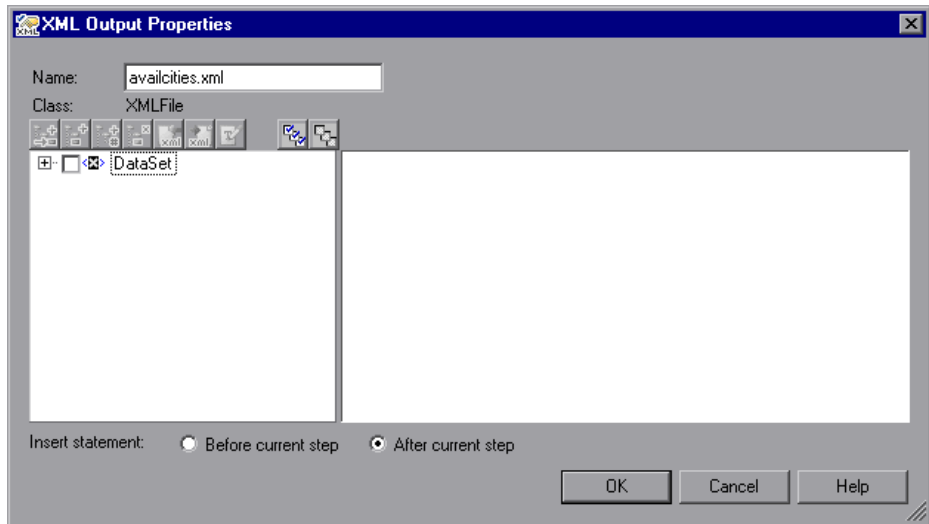 XML Output Properties
Name: availcities.xml
Class: XMLFile
DataSet
Insert statement: Before current step After current step
OK Cancel Help